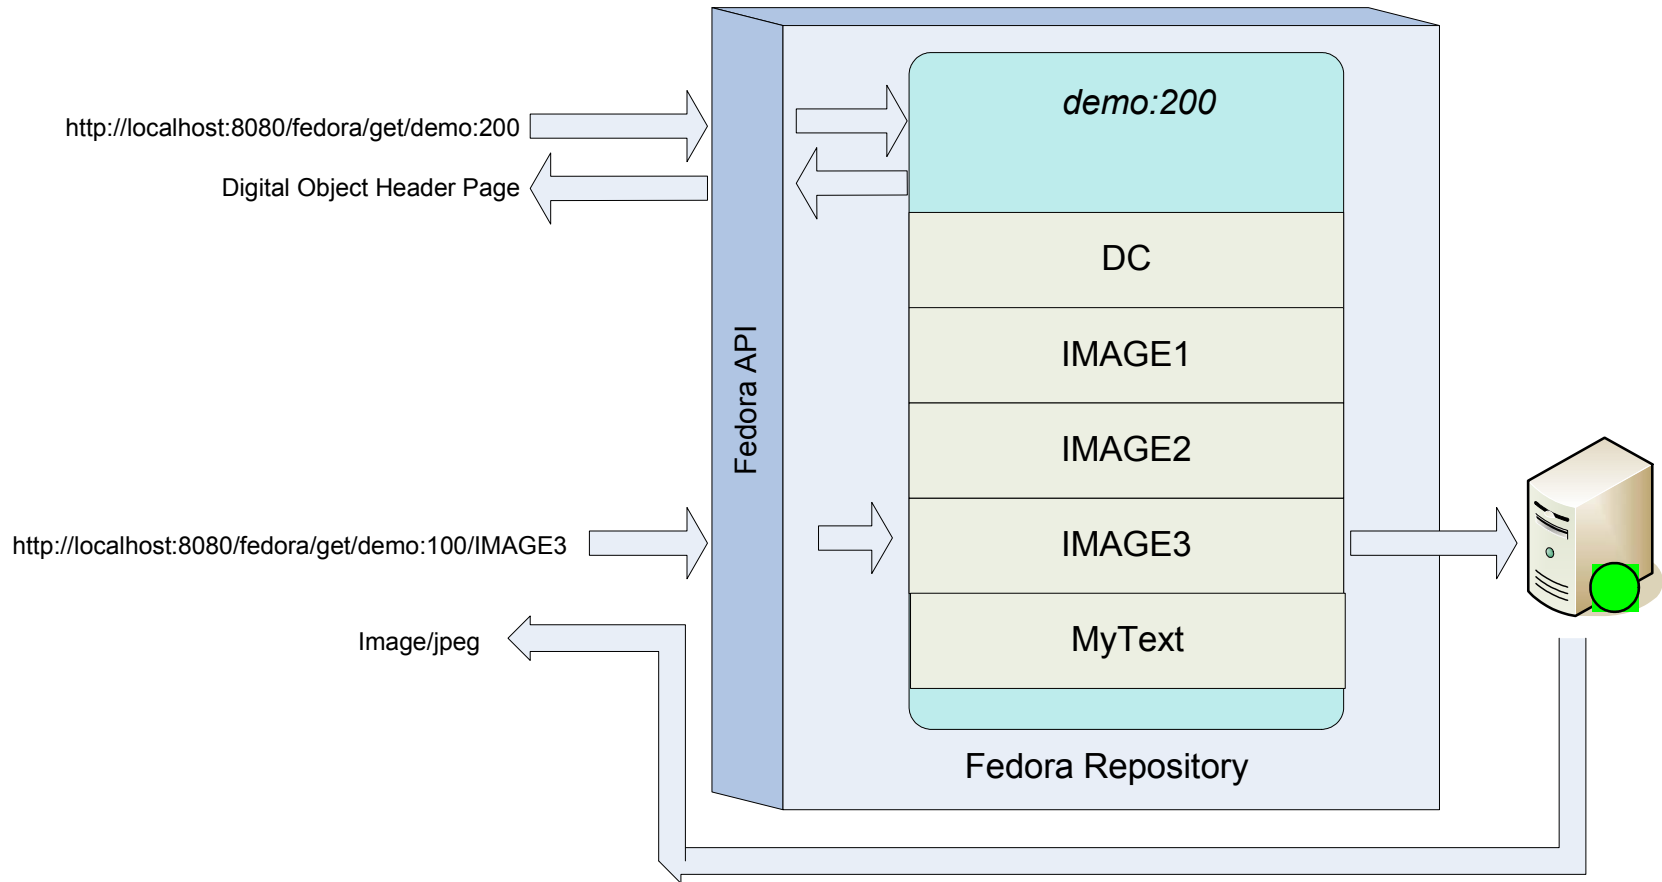 http://localhost:8080/fedora/get/demo:200
Digital Object Header Page
http://localhost:8080/fedora/get/demo:100/IMAGE3
Image/jpeg
Fedora API
demo:200
DC
IMAGE1
IMAGE2
IMAGE3
MyText
Fedora Repository